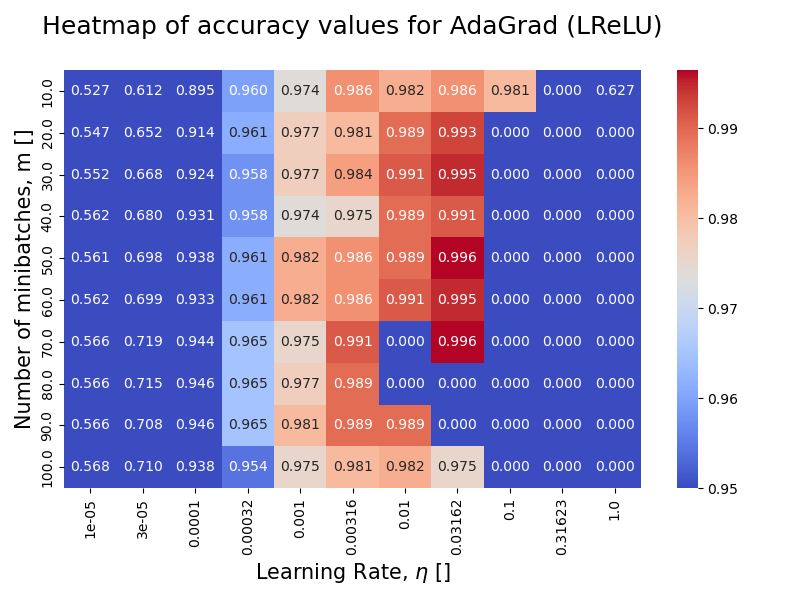 Heatmap of accuracy values for AdaGrad (LReLU)
Number of minibatches, m []
10.0 0.527 0.612 0.895 0.960 0.974 0.986 0.982 0.986 0.981 0.000 0.627
20.0 0.547 0.652 0.914 0.961 0.977 0.981 0.989 0.993 0.000 0.000 0.000
30.0 0.552 0.668 0.924 0.958 0.977 0.984 0.991 0.995 0.000 0.000 0.000
40.0 0.562 0.680 0.931 0.958 0.974 0.975 0.989 0.991 0.000 0.000 0.000
50.0 0.561 0.698 0.938 0.961 0.982 0.986 0.989 0.996 0.000 0.000 0.000
60.0 0.562 0.699 0.933 0.961 0.982 0.986 0.991 0.995 0.000 0.000 0.000
70.0 0.566 0.719 0.944 0.965 0.975 0.991 0.000 0.996 0.000 0.000 0.000
80.0 0.566 0.715 0.946 0.965 0.977 0.989 0.000 0.000 0.000 0.000 0.000
90.0 0.566 0.708 0.946 0.965 0.981 0.989 0.989 0.000 0.000 0.000 0.000
100.0 0.568 0.710 0.938 0.954 0.975 0.981 0.982 0.975 0.000 0.000 0.000
1e-05 3e-05 0.0001 0.00032 0.001 0.00316 0.01 0.03162 0.1 0.31623 1.0
Learning Rate, η []
0.99
0.98
0.97
0.96
0.95